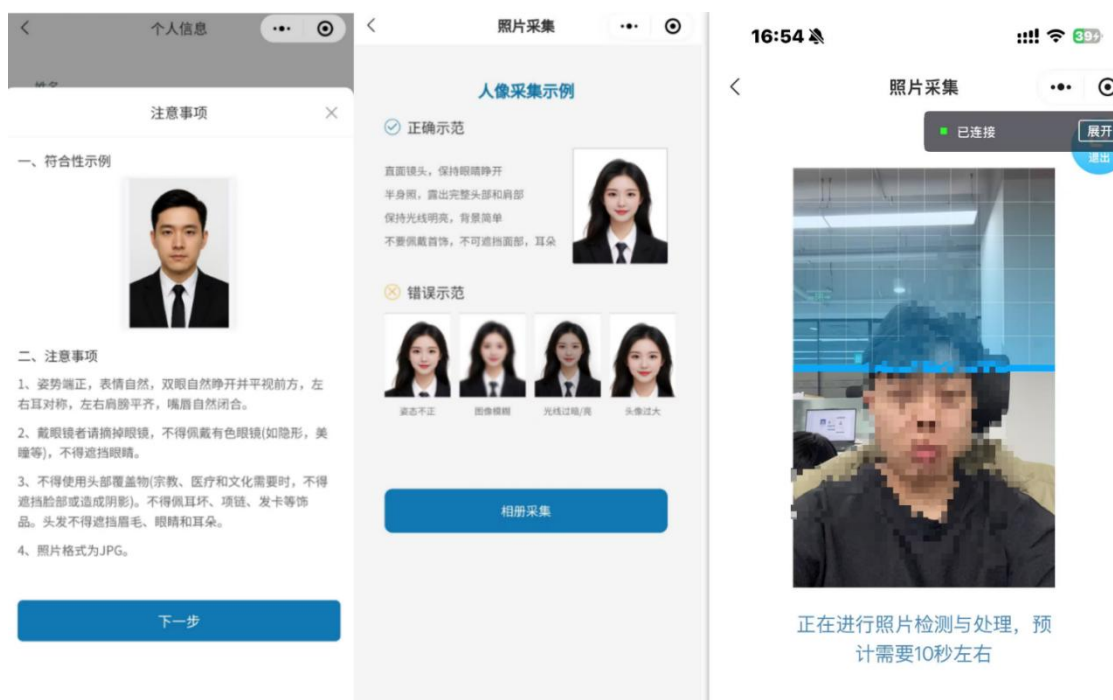 个人信息
姓名
注意事项
一、符合性示例
二、注意事项
1、姿势端正，表情自然，双眼自然睁开并平视前方，左
右耳对称，左右肩膀平齐，嘴唇自然闭合。
2、戴眼镜者请摘掉眼镜，不得佩戴有色眼镜(如隐形，美
瞳等)，不得遮挡眼睛。
3、不得使用头部覆盖物(宗教、医疗和文化需要时，不得
遮挡脸部或造成阴影)。不得佩耳环、项链、发卡等饰
品。头发不得遮挡眉毛、眼睛和耳朵。
4、照片格式为JPG。
下一步
照片采集
人像采集示例
正确示范
直面镜头，保持眼睛睁开
半身照，露出完整头部和肩部
保持光线明亮，背景简单
不要佩戴首饰，不可遮挡面部，耳朵
错误示范
姿态不正
图像模糊
光线过暗/亮
头像过大
相册采集
16:54
39
照片采集
已连接
展开
退出
正在进行照片检测与处理，预
计需要10秒左右